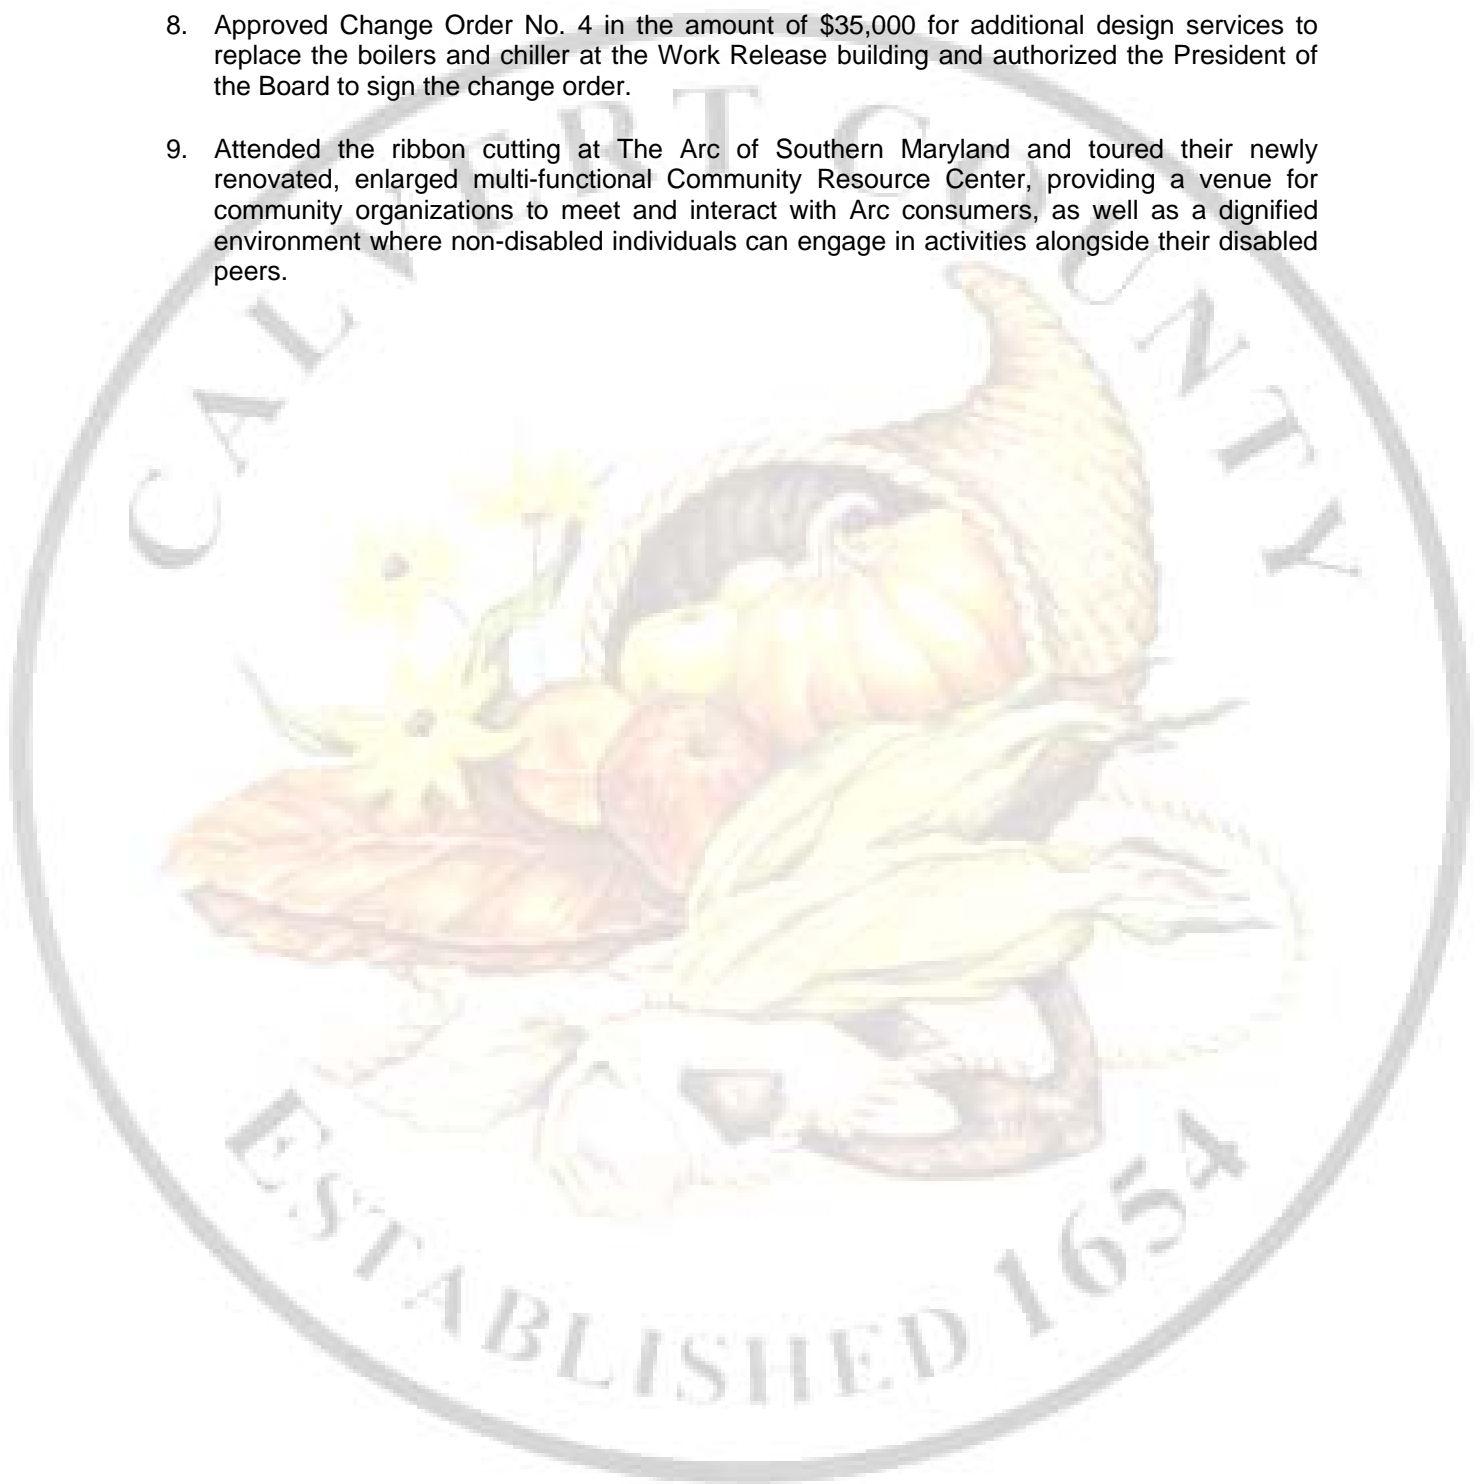 8. Approved Change Order No. 4 in the amount of $35,000 for additional design services to
replace the boilers and chiller at the Work Release building and authorized the President of
the Board to sign the change order.
9. Attended the ribbon cutting at The Arc of Southern Maryland and toured their newly
renovated, enlarged multi-functional Community Resource Center, providing a venue for
community organizations to meet and interact with Arc consumers, as well as a dignified
environment where non-disabled individuals can engage in activities alongside their disabled
peers.
CALVERT COUNTY
ESTABLISHED 1654